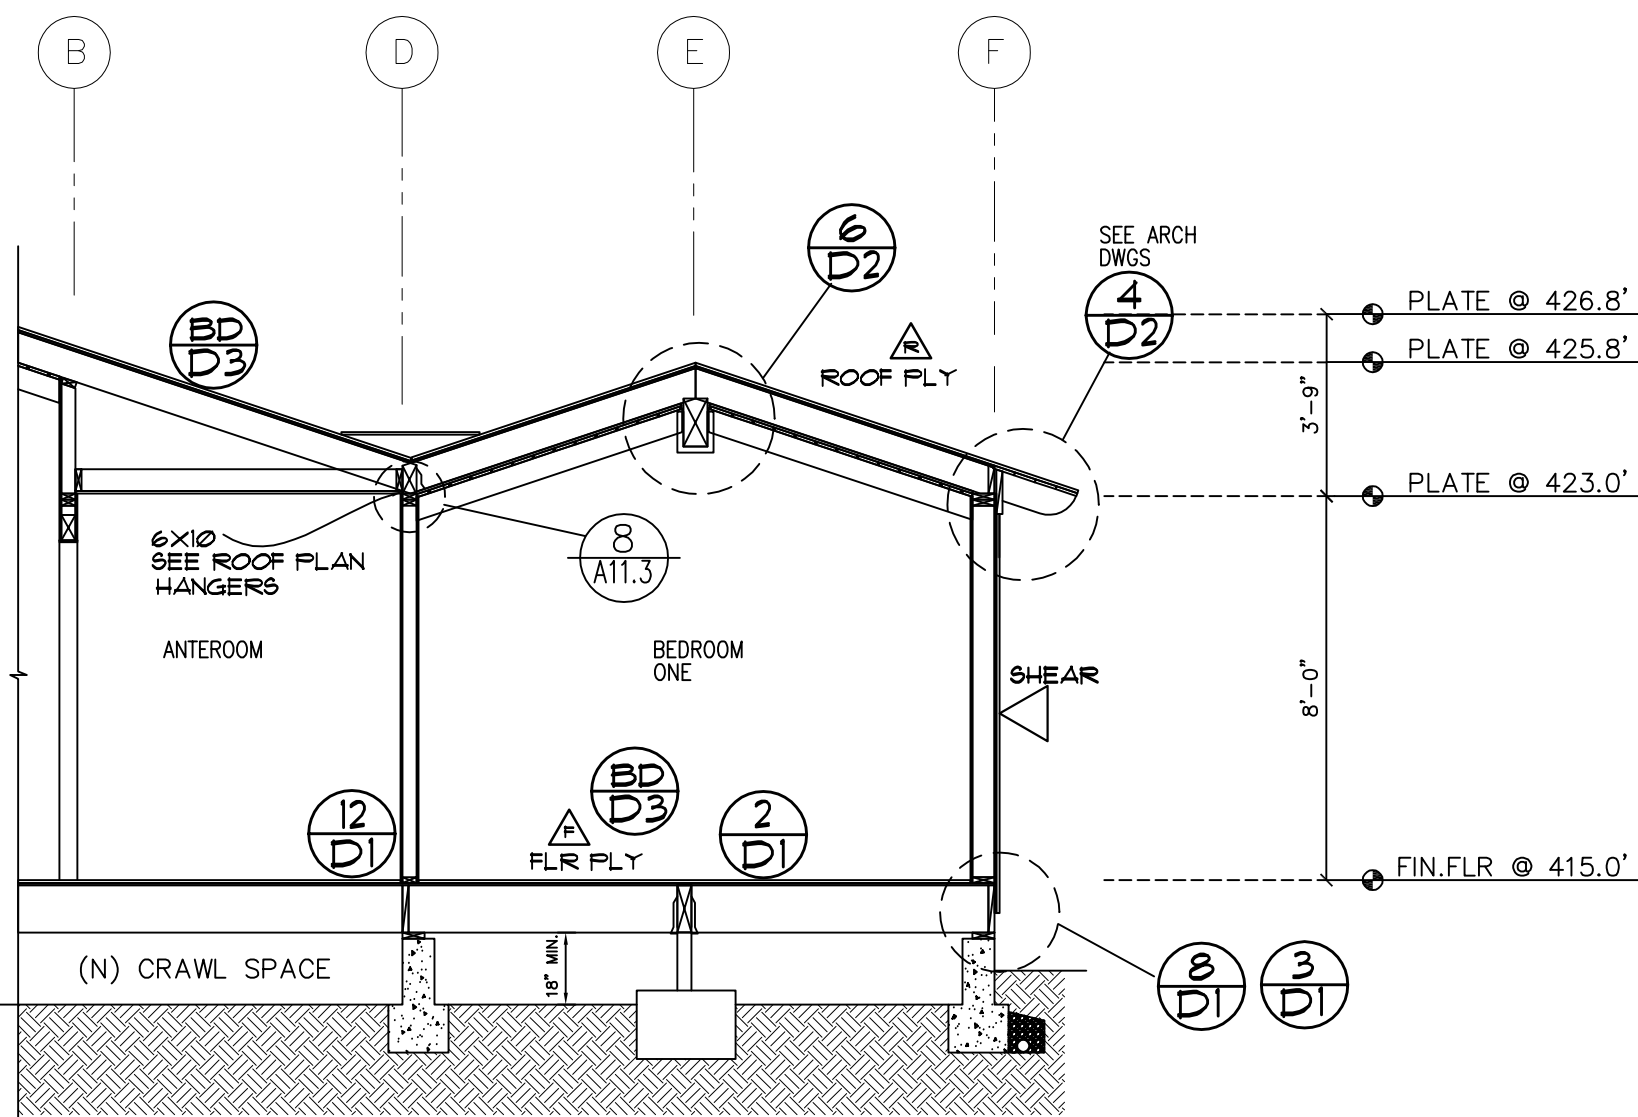 B
D
E
F
6
D2
SEE ARCH
DWGS
4
D2
PLATE @ 426.8'
PLATE @ 425.8'
BD
D3
R
ROOF PLY
3'-9"
PLATE @ 423.0'
6X10
SEE ROOF PLAN
HANGERS
8
A11.3
ANTEROOM
BEDROOM
ONE
SHEAR
8'-0"
BD
D3
12
D1
F
FLR PLY
2
D1
FIN.FLR @ 415.0'
(N) CRAWL SPACE
18" MIN.
8
D1
3
D1